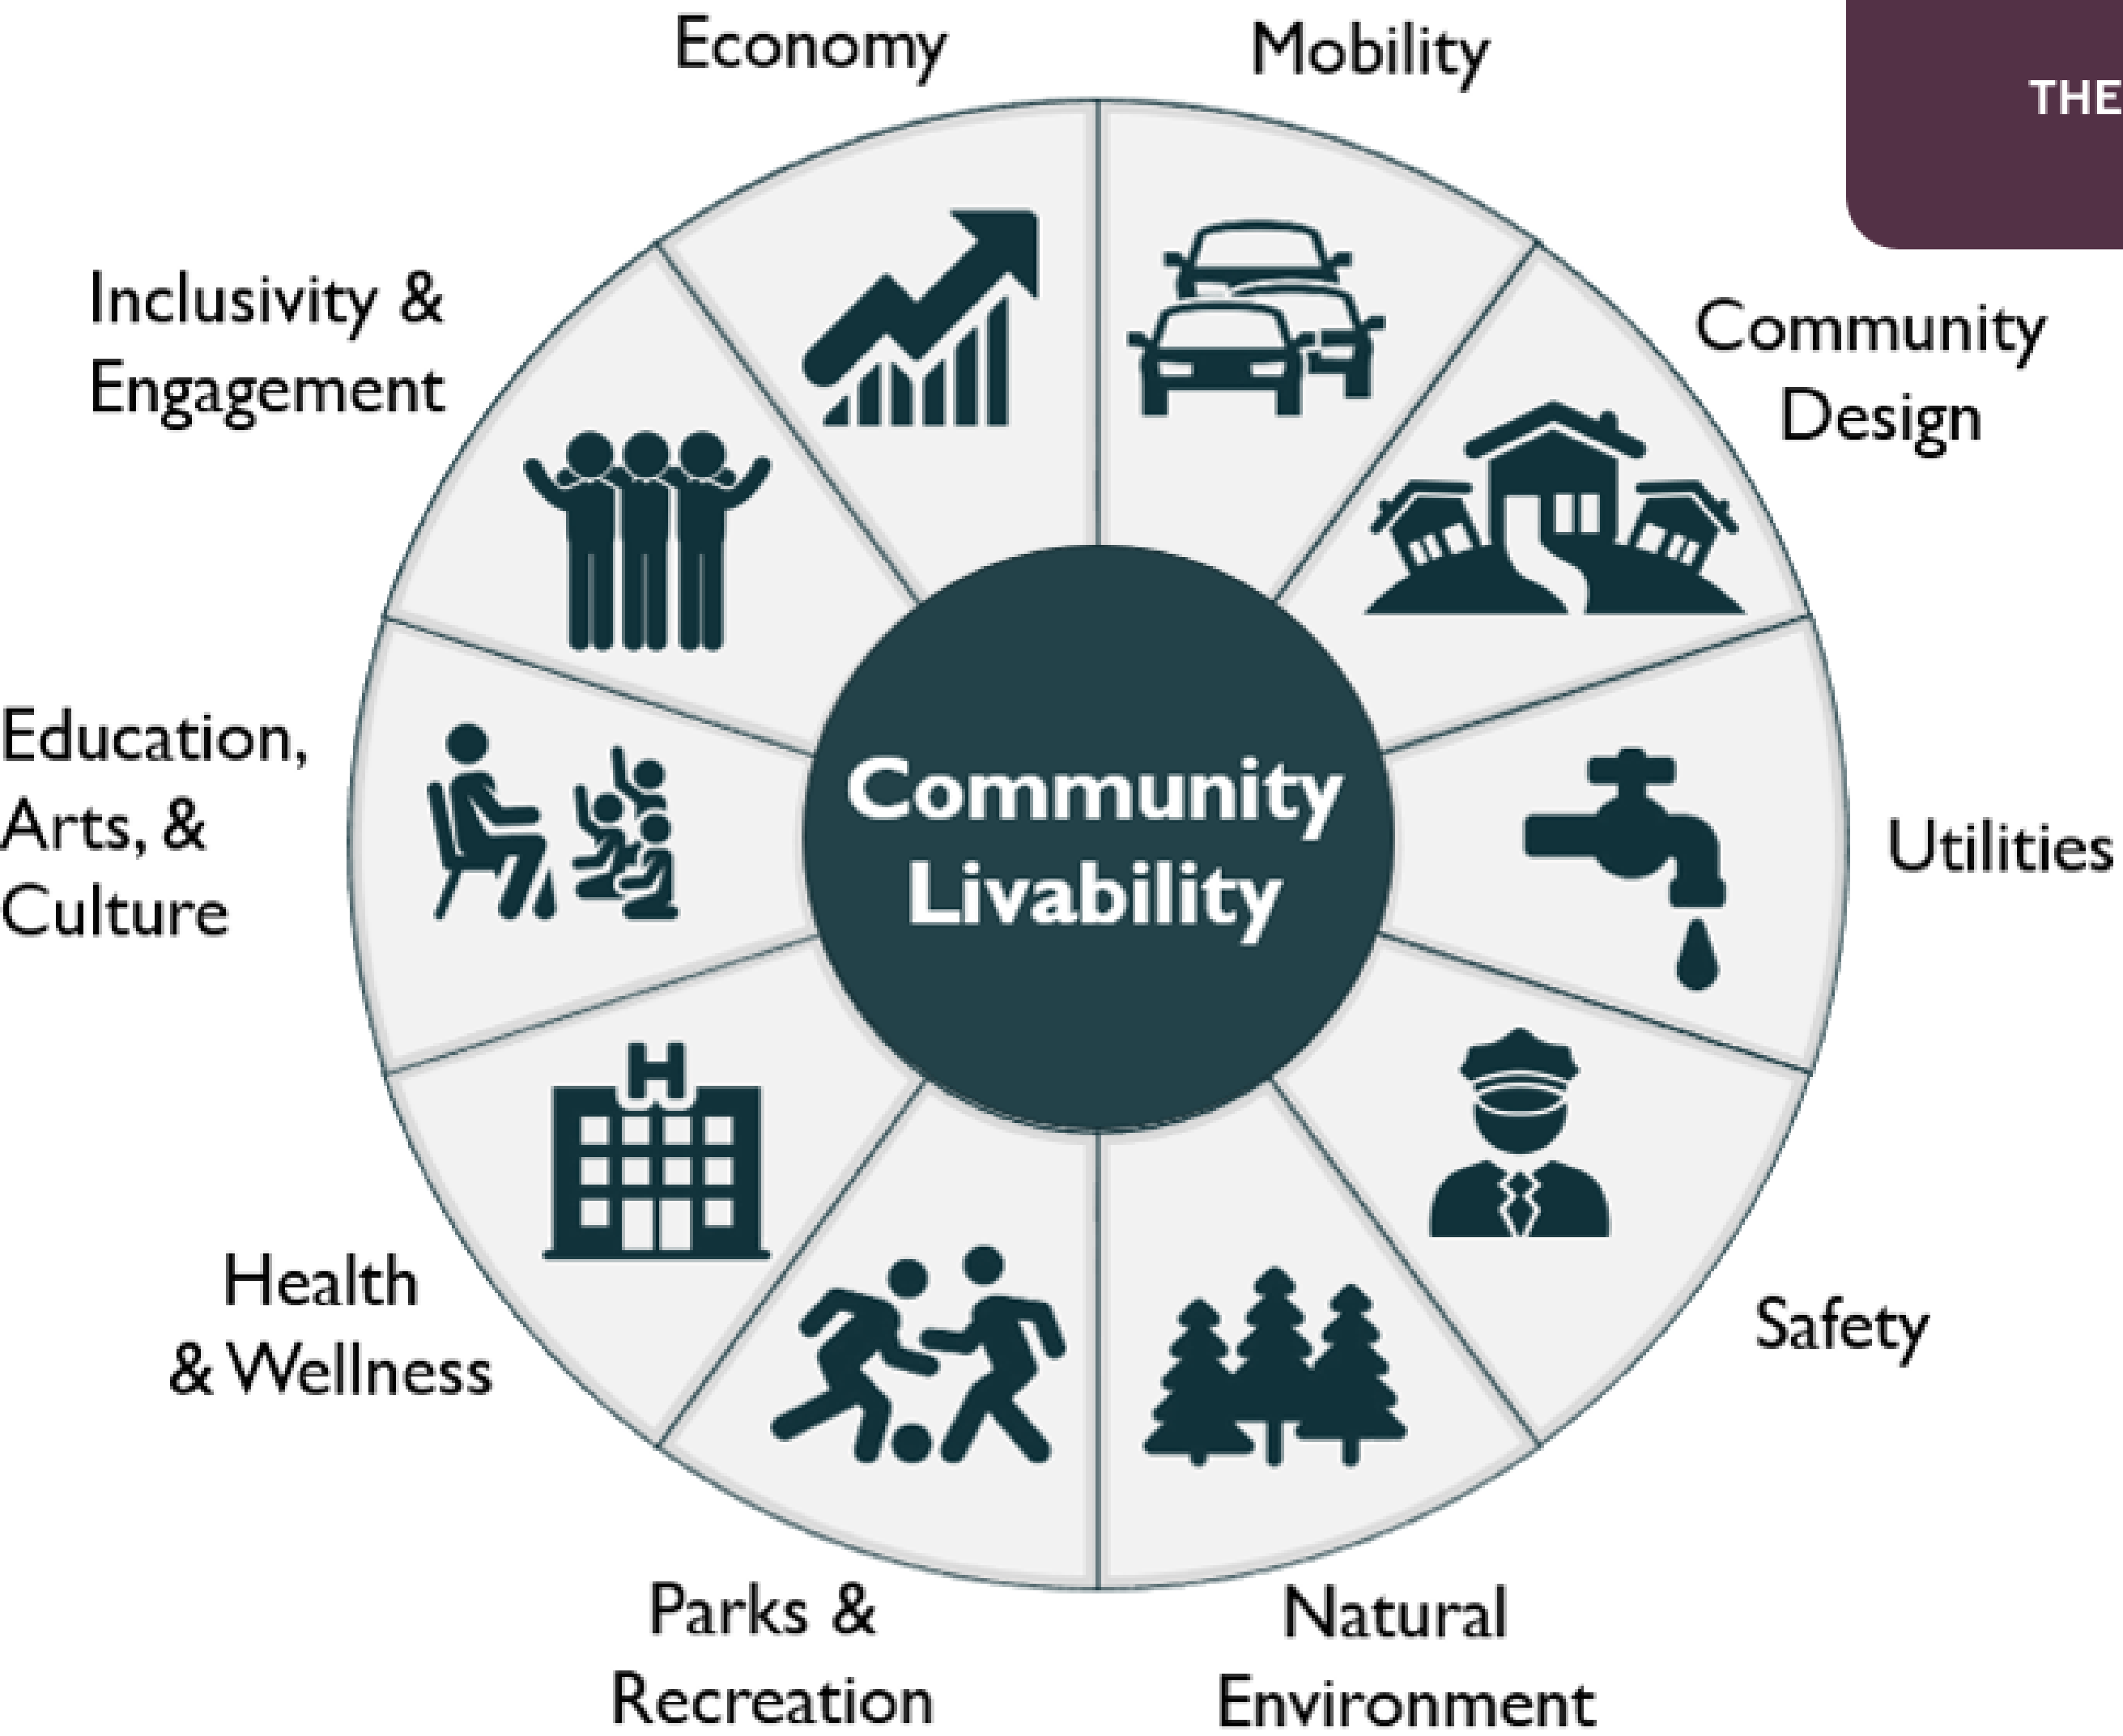 Economy
Mobility
THE
Inclusivity &
Engagement
Community
Design
Education,
Arts, &
Culture
Community
Livability
Utilities
Health
& Wellness
Safety
Parks &
Recreation
Natural
Environment
H